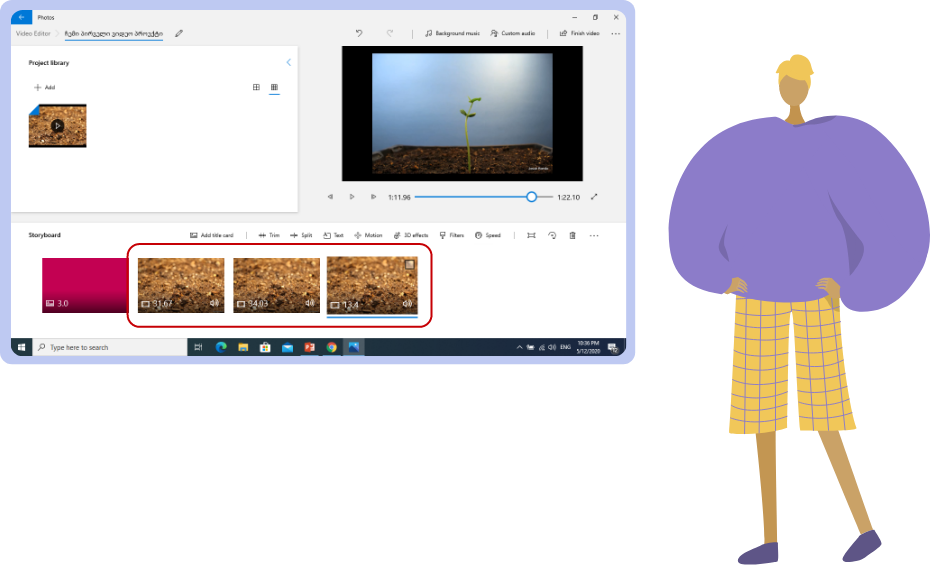 Photos
Video Editor
ჩემი პირველი ვიდეო პროექტი
Background music
Custom audio
Finish video
Project library
Add
1:11.96
1:22.10
Storyboard
Add title card
Trim
Split
Text
Motion
3D effects
Filters
Speed
3.0
31.67
34.03
13.4
Type here to search
ENG
10:36 PM
5/12/2020